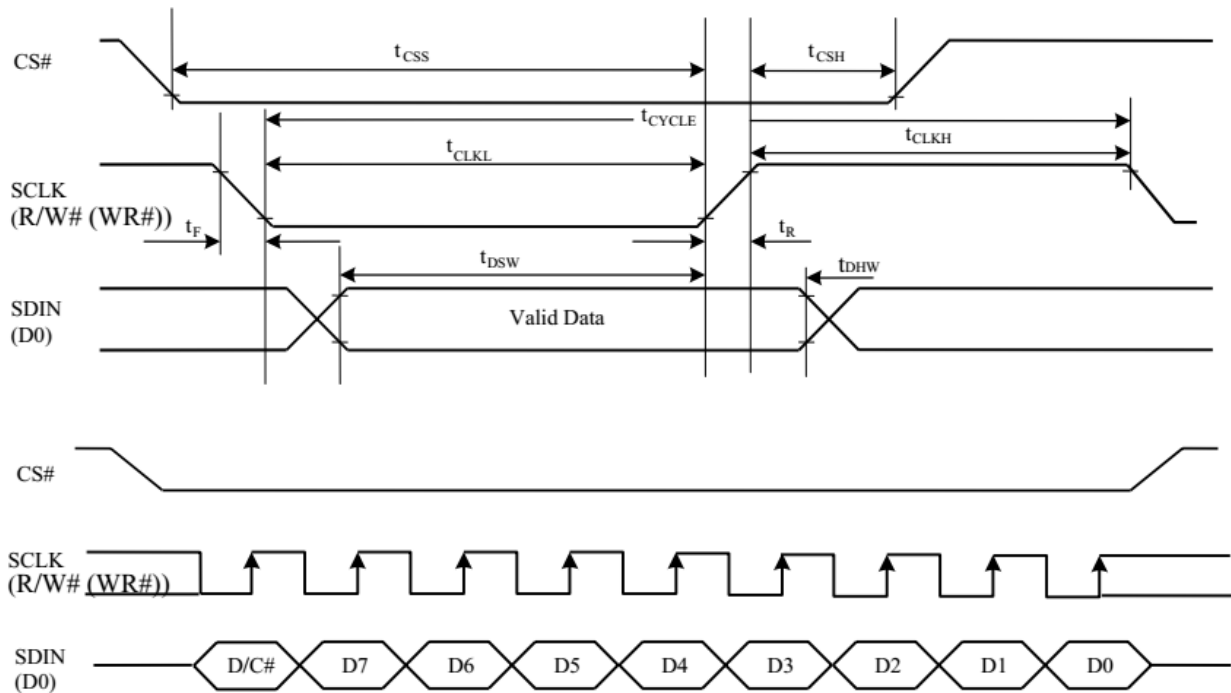 CS#
tCSS
tCSH
tCYCLE
tCLKL
tCLKH
SCLK
(R/W# (WR#))
tF
tR
tDSW
tDHW
SDIN
(D0)
Valid Data
CS#
SCLK
(R/W# (WR#))
SDIN
(D0)
D/C# D7 D6 D5 D4 D3 D2 D1 D0